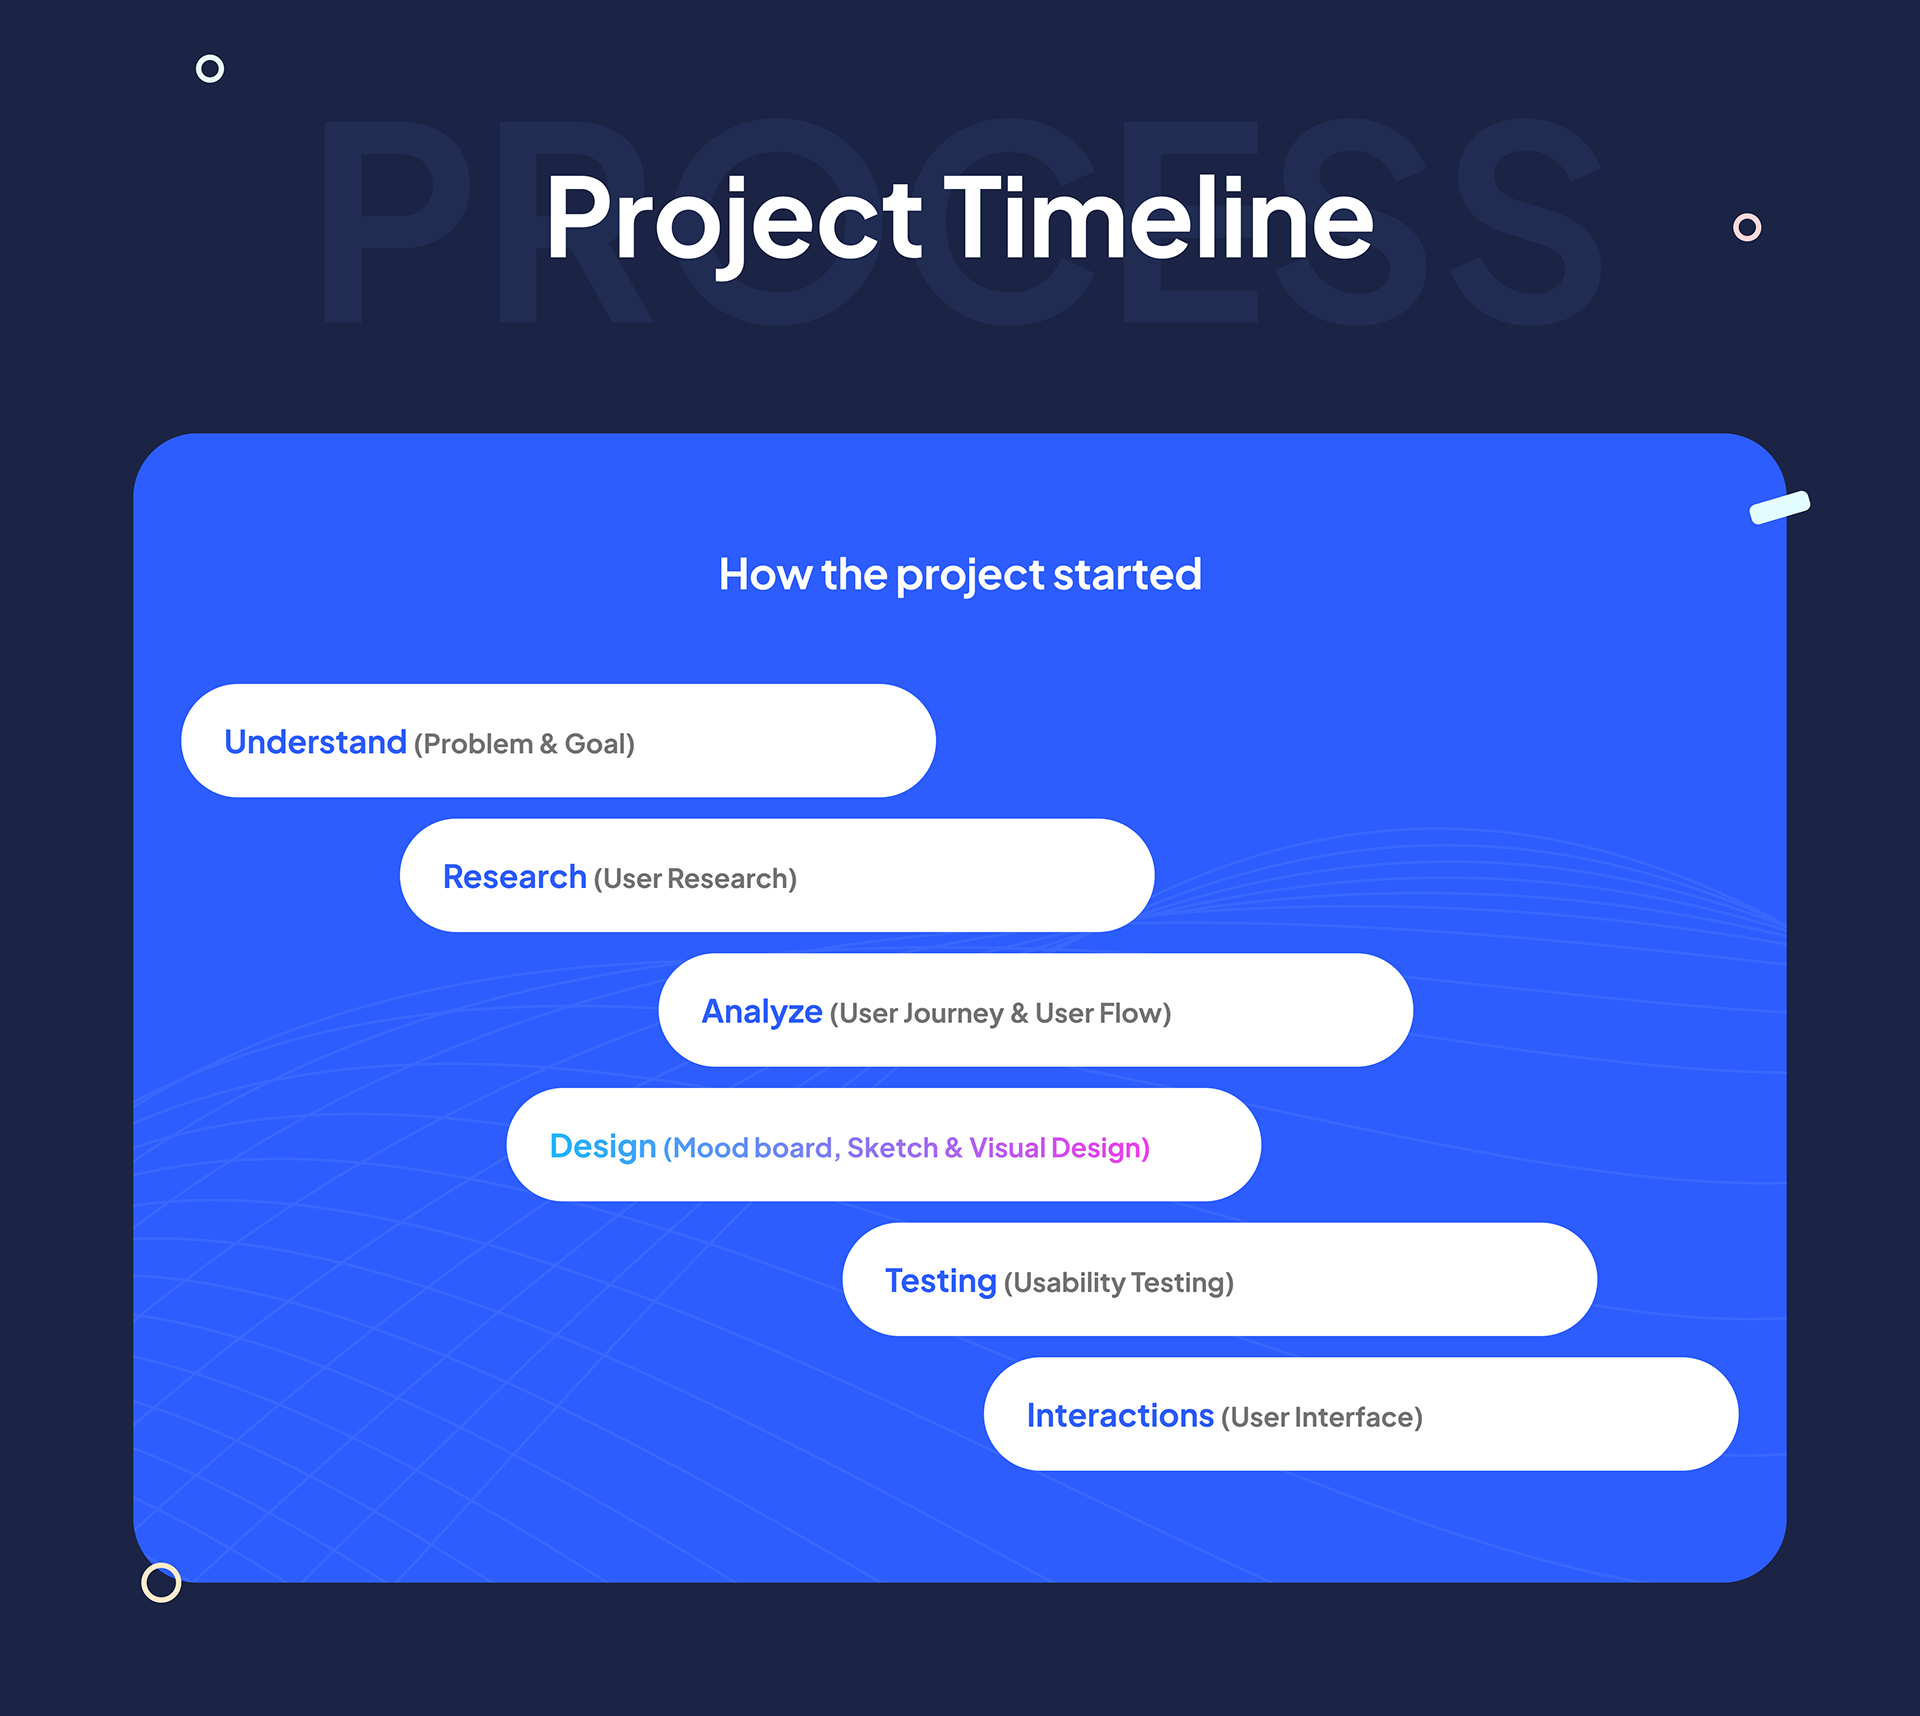 PROCESS
Project Timeline
How the project started
Understand (Problem & Goal)
Research (User Research)
Analyze (User Journey & User Flow)
Design (Mood board, Sketch & Visual Design)
Testing (Usability Testing)
Interactions (User Interface)